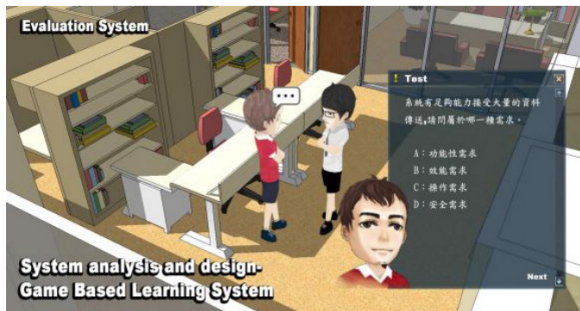 Evaluation System
! Test
系統有足夠能力接受大量的資料
傳送,請問屬於哪一種需求。
A：功能性需求
B：效能需求
C：操作需求
D：安全需求
Next
System analysis and design-
Game Based Learning System